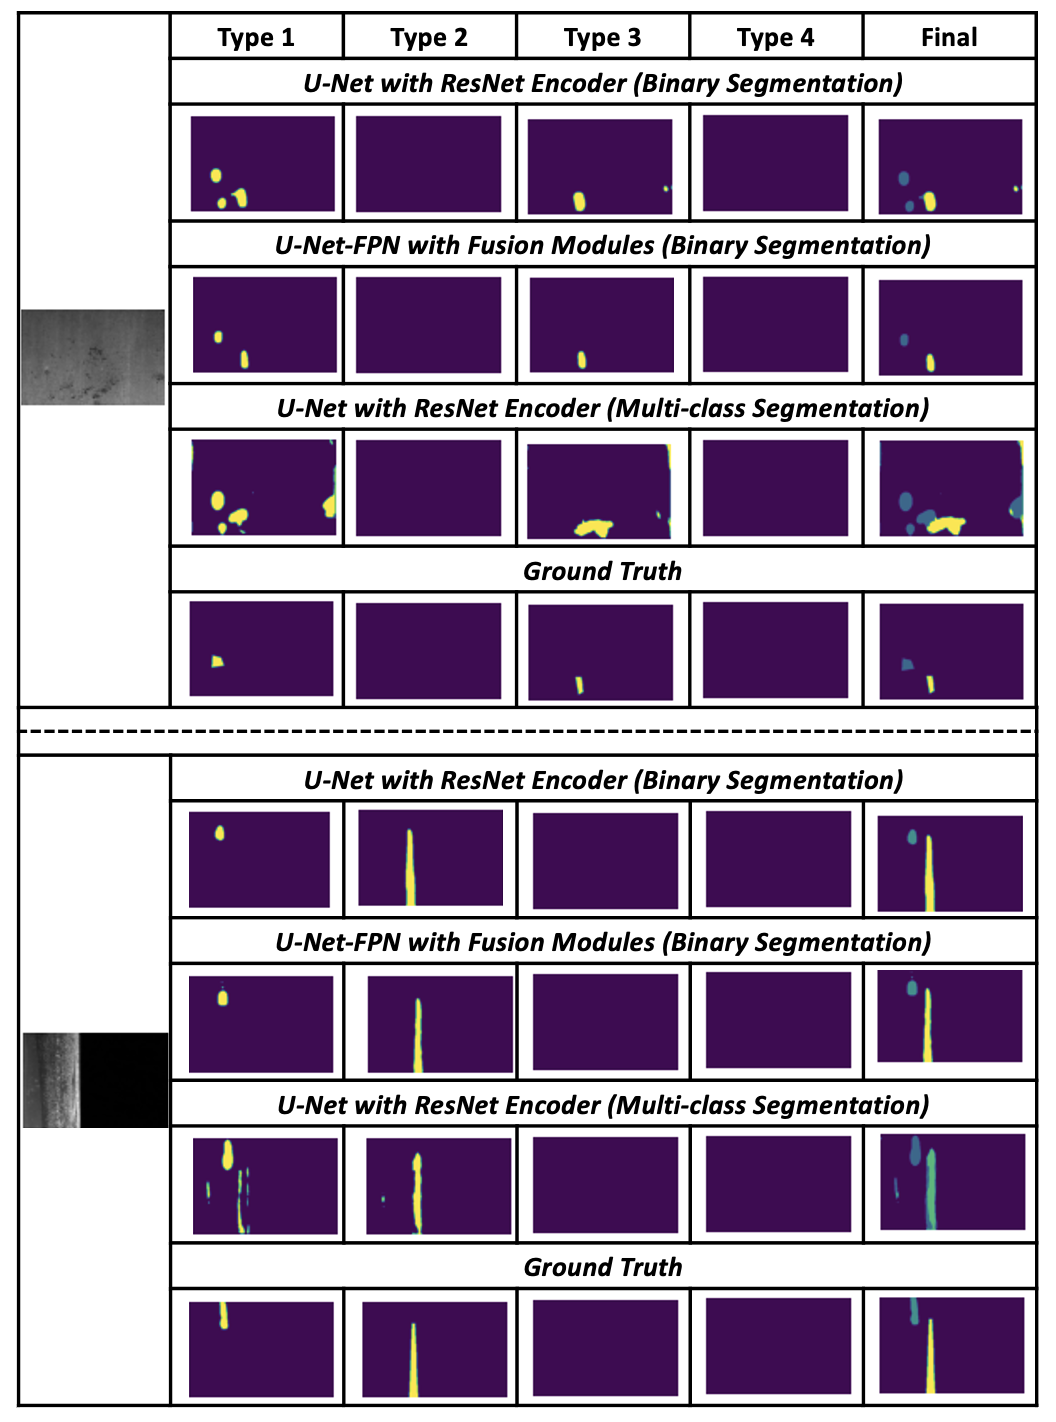 Type 1 Type 2 Type 3 Type 4 Final
U-Net with ResNet Encoder (Binary Segmentation)
U-Net-FPN with Fusion Modules (Binary Segmentation)
U-Net with ResNet Encoder (Multi-class Segmentation)
Ground Truth
U-Net with ResNet Encoder (Binary Segmentation)
U-Net-FPN with Fusion Modules (Binary Segmentation)
U-Net with ResNet Encoder (Multi-class Segmentation)
Ground Truth